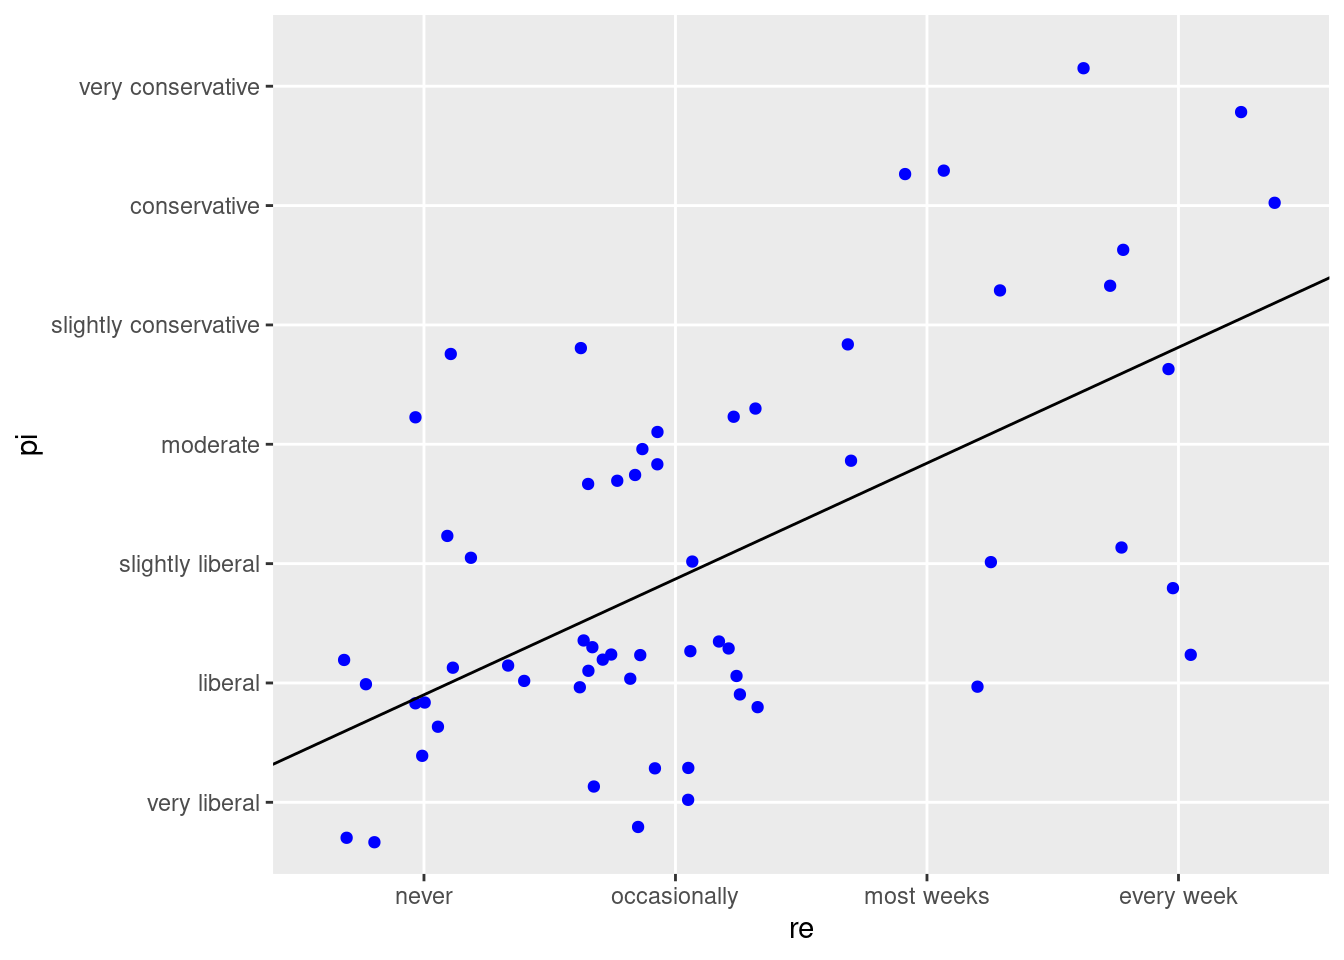 very conservative
conservative
slightly conservative
moderate
slightly liberal
liberal
very liberal
pi
never occasionally most weeks every week
re